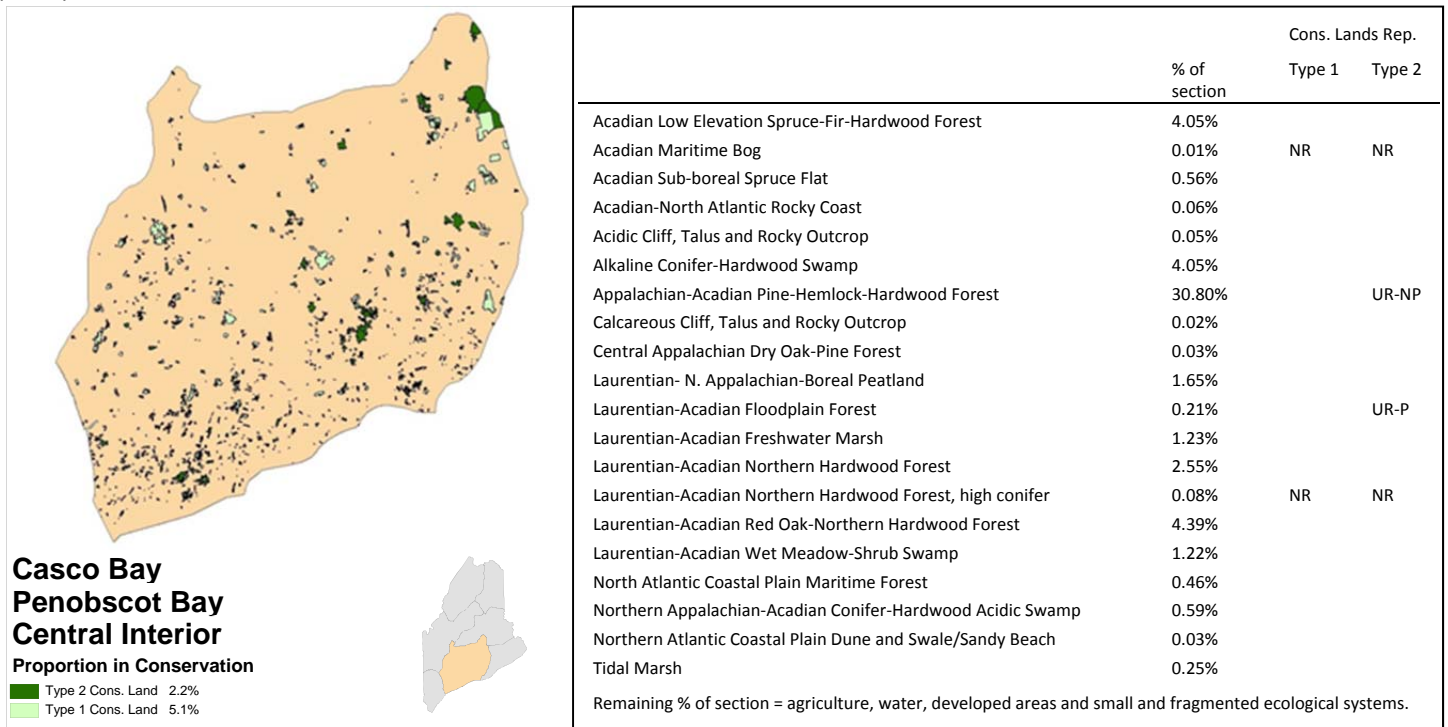 Casco Bay
Penobscot Bay
Central Interior
Proportion in Conservation
Type 2 Cons. Land 2.2%
Type 1 Cons. Land 5.1%
Cons. Lands Rep.
% of section Type 1 Type 2
Acadian Low Elevation Spruce-Fir-Hardwood Forest 4.05%
Acadian Maritime Bog 0.01% NR NR
Acadian Sub-boreal Spruce Flat 0.56%
Acadian-North Atlantic Rocky Coast 0.06%
Acidic Cliff, Talus and Rocky Outcrop 0.05%
Alkaline Conifer-Hardwood Swamp 4.05%
Appalachian-Acadian Pine-Hemlock-Hardwood Forest 30.80% UR-NP
Calcareous Cliff, Talus and Rocky Outcrop 0.02%
Central Appalachian Dry Oak-Pine Forest 0.03%
Laurentian- N. Appalachian-Boreal Peatland 1.65%
Laurentian-Acadian Floodplain Forest 0.21% UR-P
Laurentian-Acadian Freshwater Marsh 1.23%
Laurentian-Acadian Northern Hardwood Forest 2.55%
Laurentian-Acadian Northern Hardwood Forest, high conifer 0.08% NR NR
Laurentian-Acadian Red Oak-Northern Hardwood Forest 4.39%
Laurentian-Acadian Wet Meadow-Shrub Swamp 1.22%
North Atlantic Coastal Plain Maritime Forest 0.46%
Northern Appalachian-Acadian Conifer-Hardwood Acidic Swamp 0.59%
Northern Atlantic Coastal Plain Dune and Swale/Sandy Beach 0.03%
Tidal Marsh 0.25%
Remaining % of section = agriculture, water, developed areas and small and fragmented ecological systems.